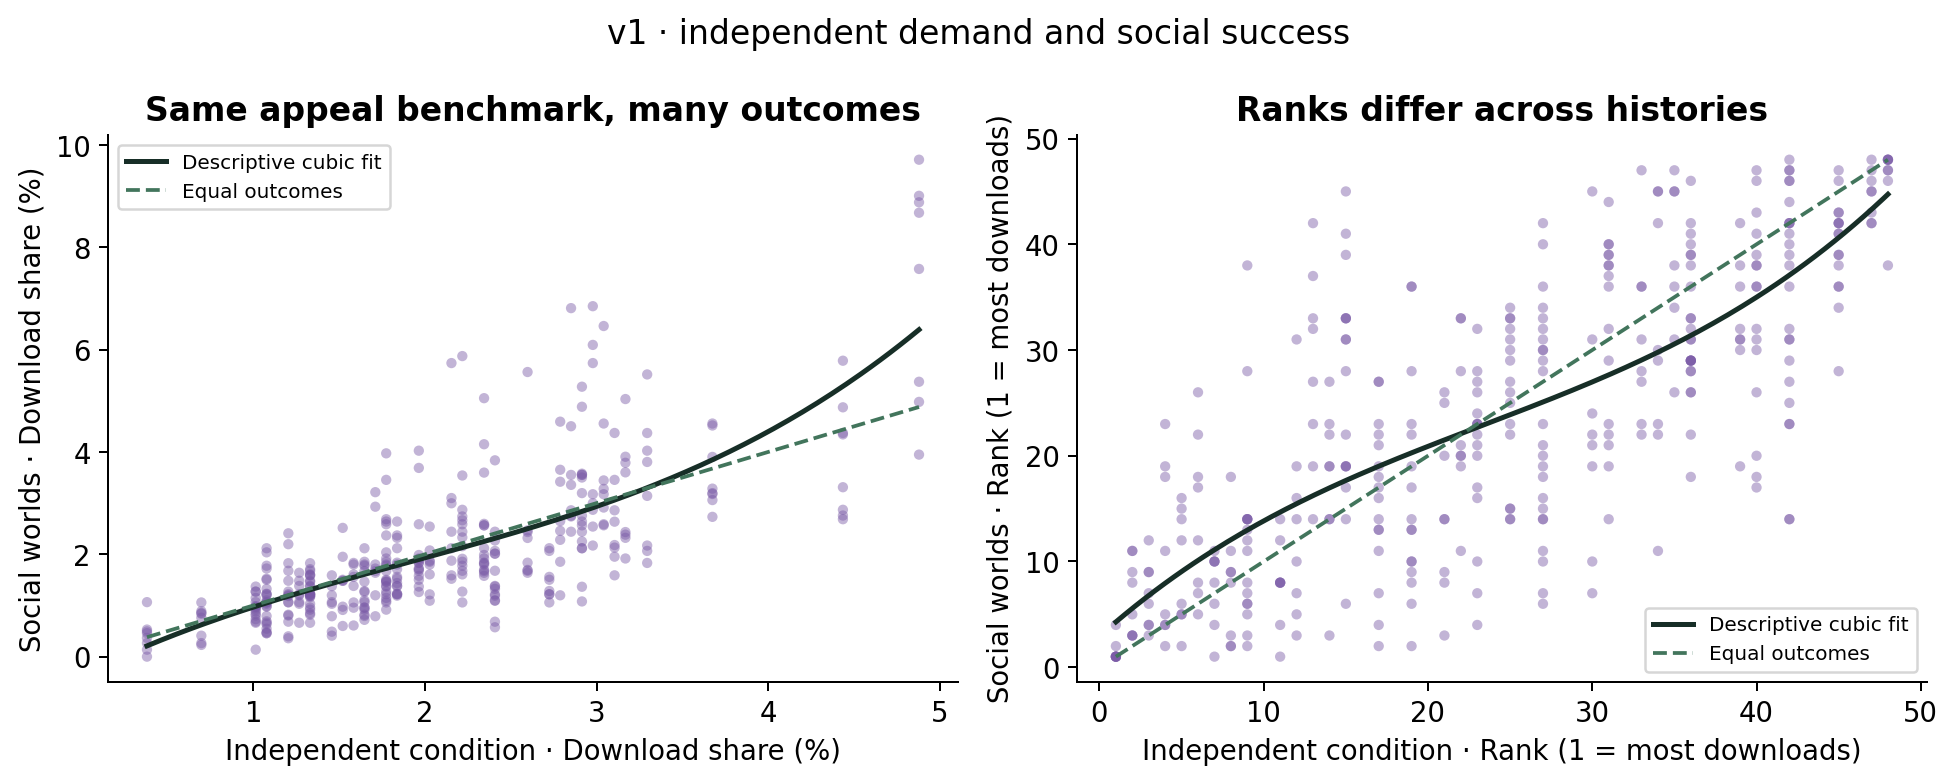 v1 · independent demand and social success
Same appeal benchmark, many outcomes
Social worlds · Download share (%)
10
8
6
4
2
0
Descriptive cubic fit
Equal outcomes
1
2
3
4
5
Independent condition · Download share (%)
Ranks differ across histories
Social worlds · Rank (1 = most downloads)
50
40
30
20
10
0
Descriptive cubic fit
Equal outcomes
0
10
20
30
40
50
Independent condition · Rank (1 = most downloads)